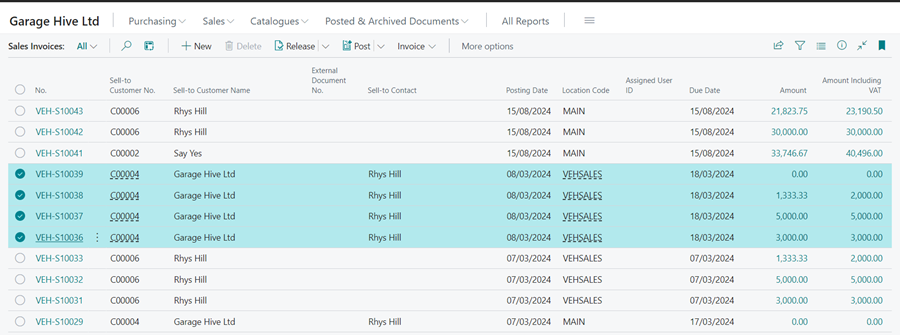 Garage Hive Ltd Purchasing Sales Catalogues Posted & Archived Documents All Reports
Sales Invoices: All New Delete Release Post Invoice More options
No. Sell-to Customer No. Sell-to Customer Name External Document No. Sell-to Contact Posting Date Location Code Assigned User ID Due Date Amount Amount Including VAT
VEH-S10043 C00006 Rhys Hill 15/08/2024 MAIN 15/08/2024 21,823.75 23,190.50
VEH-S10042 C00006 Rhys Hill 15/08/2024 MAIN 15/08/2024 30,000.00 30,000.00
VEH-S10041 C00002 Say Yes 15/08/2024 MAIN 15/08/2024 33,746.67 40,496.00
VEH-S10039 C00004 Garage Hive Ltd Rhys Hill 08/03/2024 VEHSALES 18/03/2024 0.00 0.00
VEH-S10038 C00004 Garage Hive Ltd Rhys Hill 08/03/2024 VEHSALES 18/03/2024 1,333.33 2,000.00
VEH-S10037 C00004 Garage Hive Ltd Rhys Hill 08/03/2024 VEHSALES 18/03/2024 5,000.00 5,000.00
VEH-S10036 C00004 Garage Hive Ltd Rhys Hill 08/03/2024 VEHSALES 18/03/2024 3,000.00 3,000.00
VEH-S10033 C00006 Rhys Hill 07/03/2024 VEHSALES 07/03/2024 1,333.33 2,000.00
VEH-S10032 C00006 Rhys Hill 07/03/2024 VEHSALES 07/03/2024 5,000.00 5,000.00
VEH-S10031 C00006 Rhys Hill 07/03/2024 VEHSALES 07/03/2024 3,000.00 3,000.00
VEH-S10029 C00004 Garage Hive Ltd Rhys Hill 07/03/2024 MAIN 17/03/2024 0.00 0.00